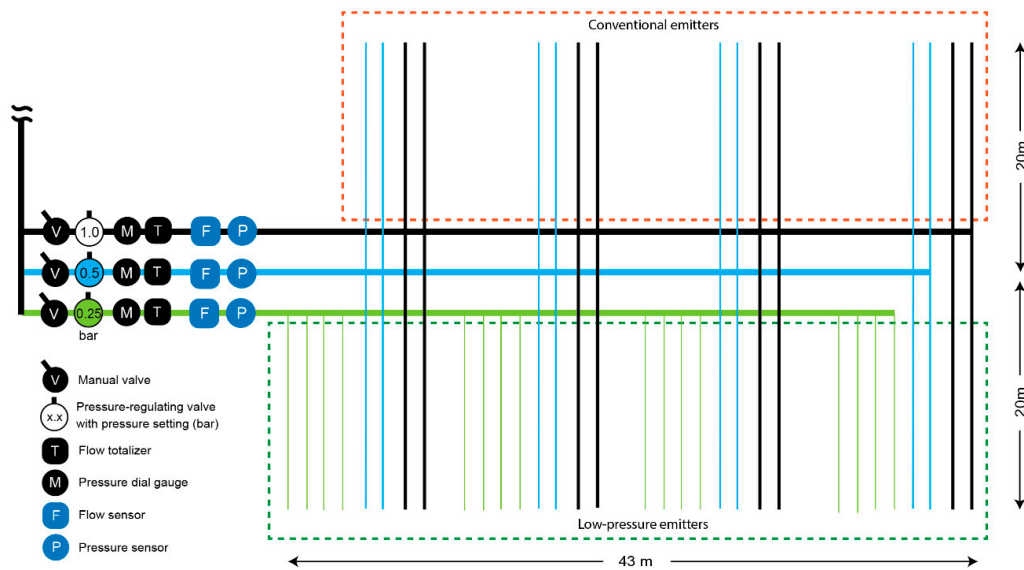 Conventional emitters
20m
V 1.0 M T F P
V 0.5 M T F P
V 0.25 M T F P
bar
V Manual valve
x.x Pressure-regulating valve
with pressure setting (bar)
T Flow totalizer
M Pressure dial gauge
F Flow sensor
P Pressure sensor
20m
Low-pressure emitters
43 m